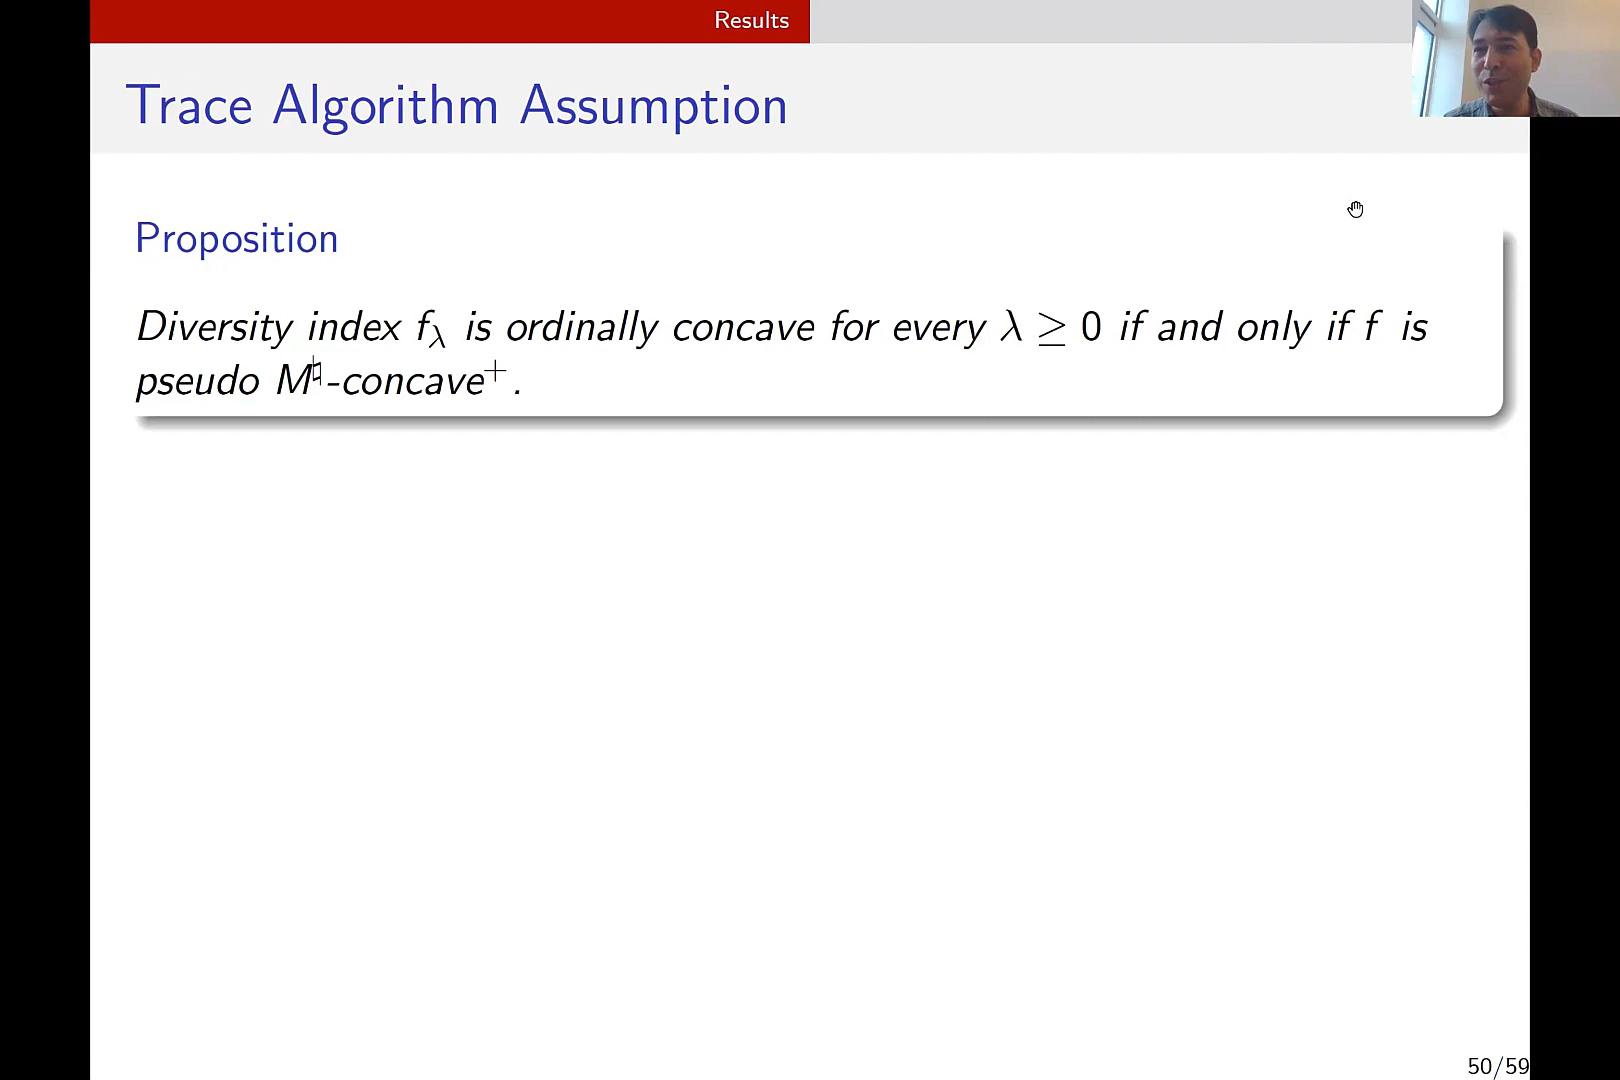 Results
Trace Algorithm Assumption
Proposition
Diversity index f_λ is ordinally concave for every λ ≥ 0 if and only if f is
pseudo M^♮-concave^+.
50/59